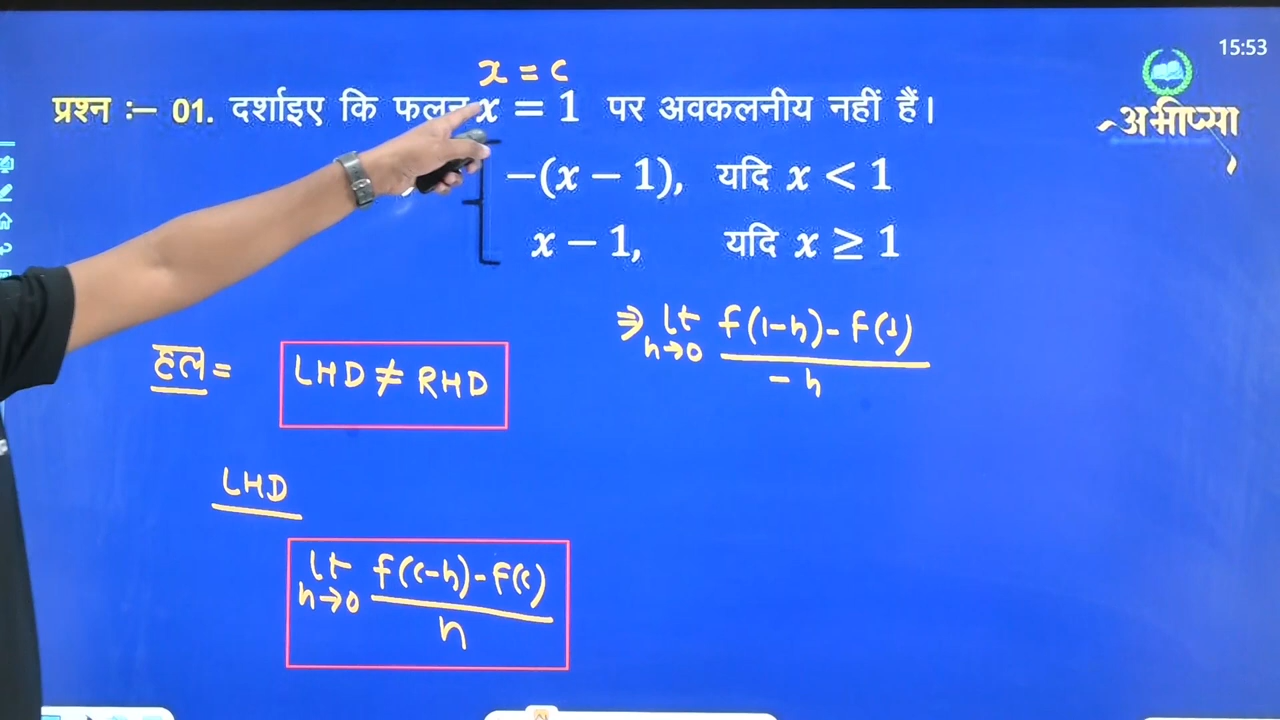 15:53
अभीप्सा
x = c
प्रश्न :– 01. दर्शाइए कि फलन x = 1 पर अवकलनीय नहीं हैं।
−(x − 1), यदि x < 1
x − 1, यदि x ≥ 1
⇒ lt h→0 f(1-h)-f(1) / -h
हल = LHD ≠ RHD
LHD
lt h→0 f(c-h)-f(c) / h